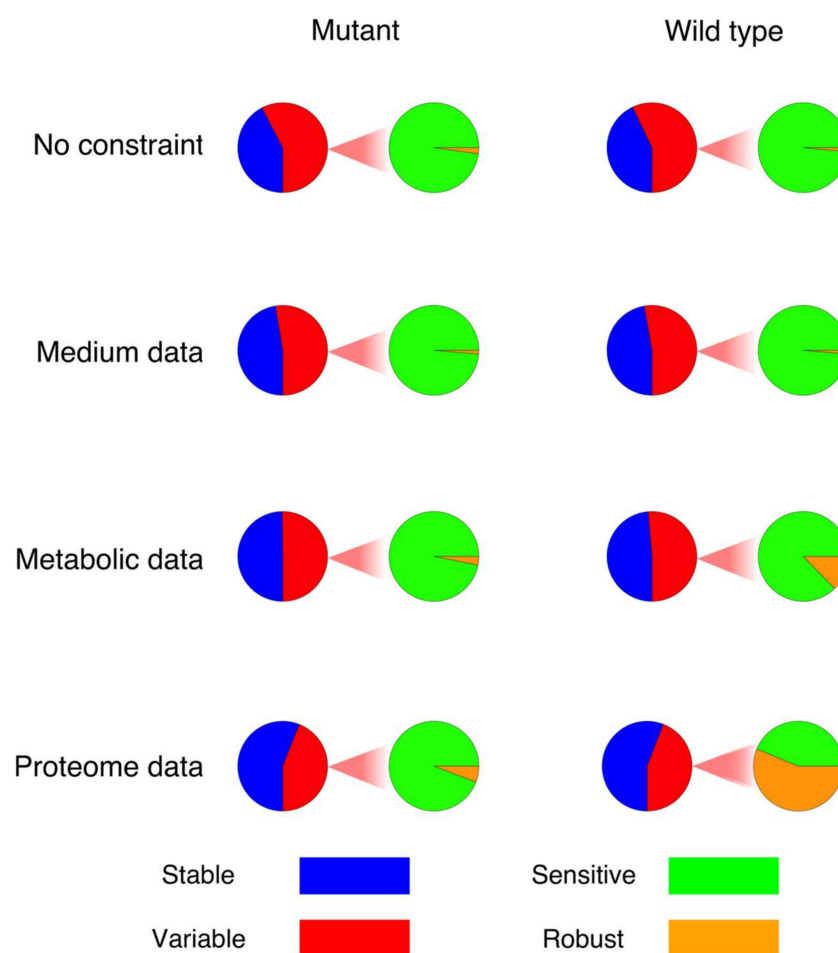 Mutant Wild type
No constraint
Medium data
Metabolic data
Proteome data
Stable Sensitive
Variable Robust